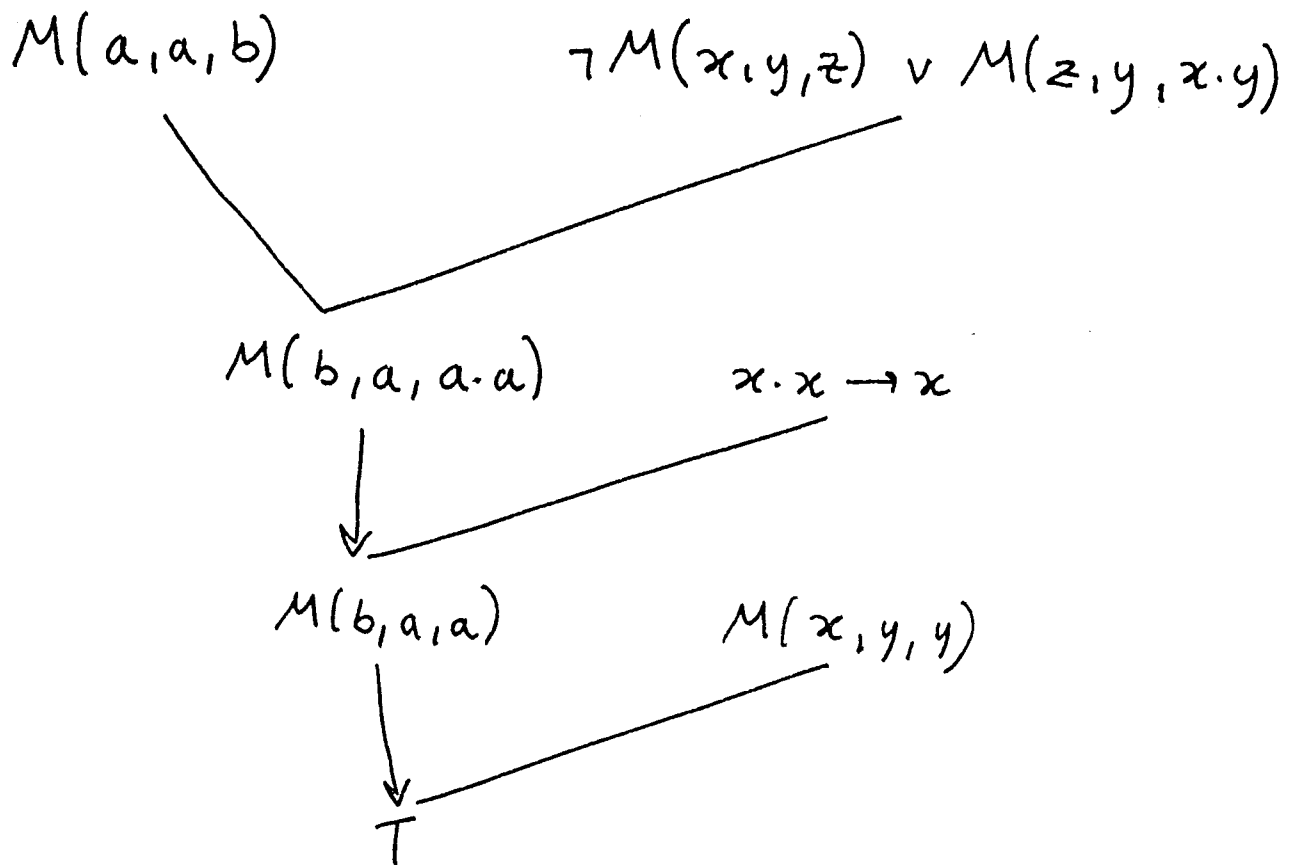 M(a,a,b) ¬M(x,y,z) ∨ M(z,y,x·y)
M(b,a,a·a) x·x → x
M(b,a,a) M(x,y,y)
T